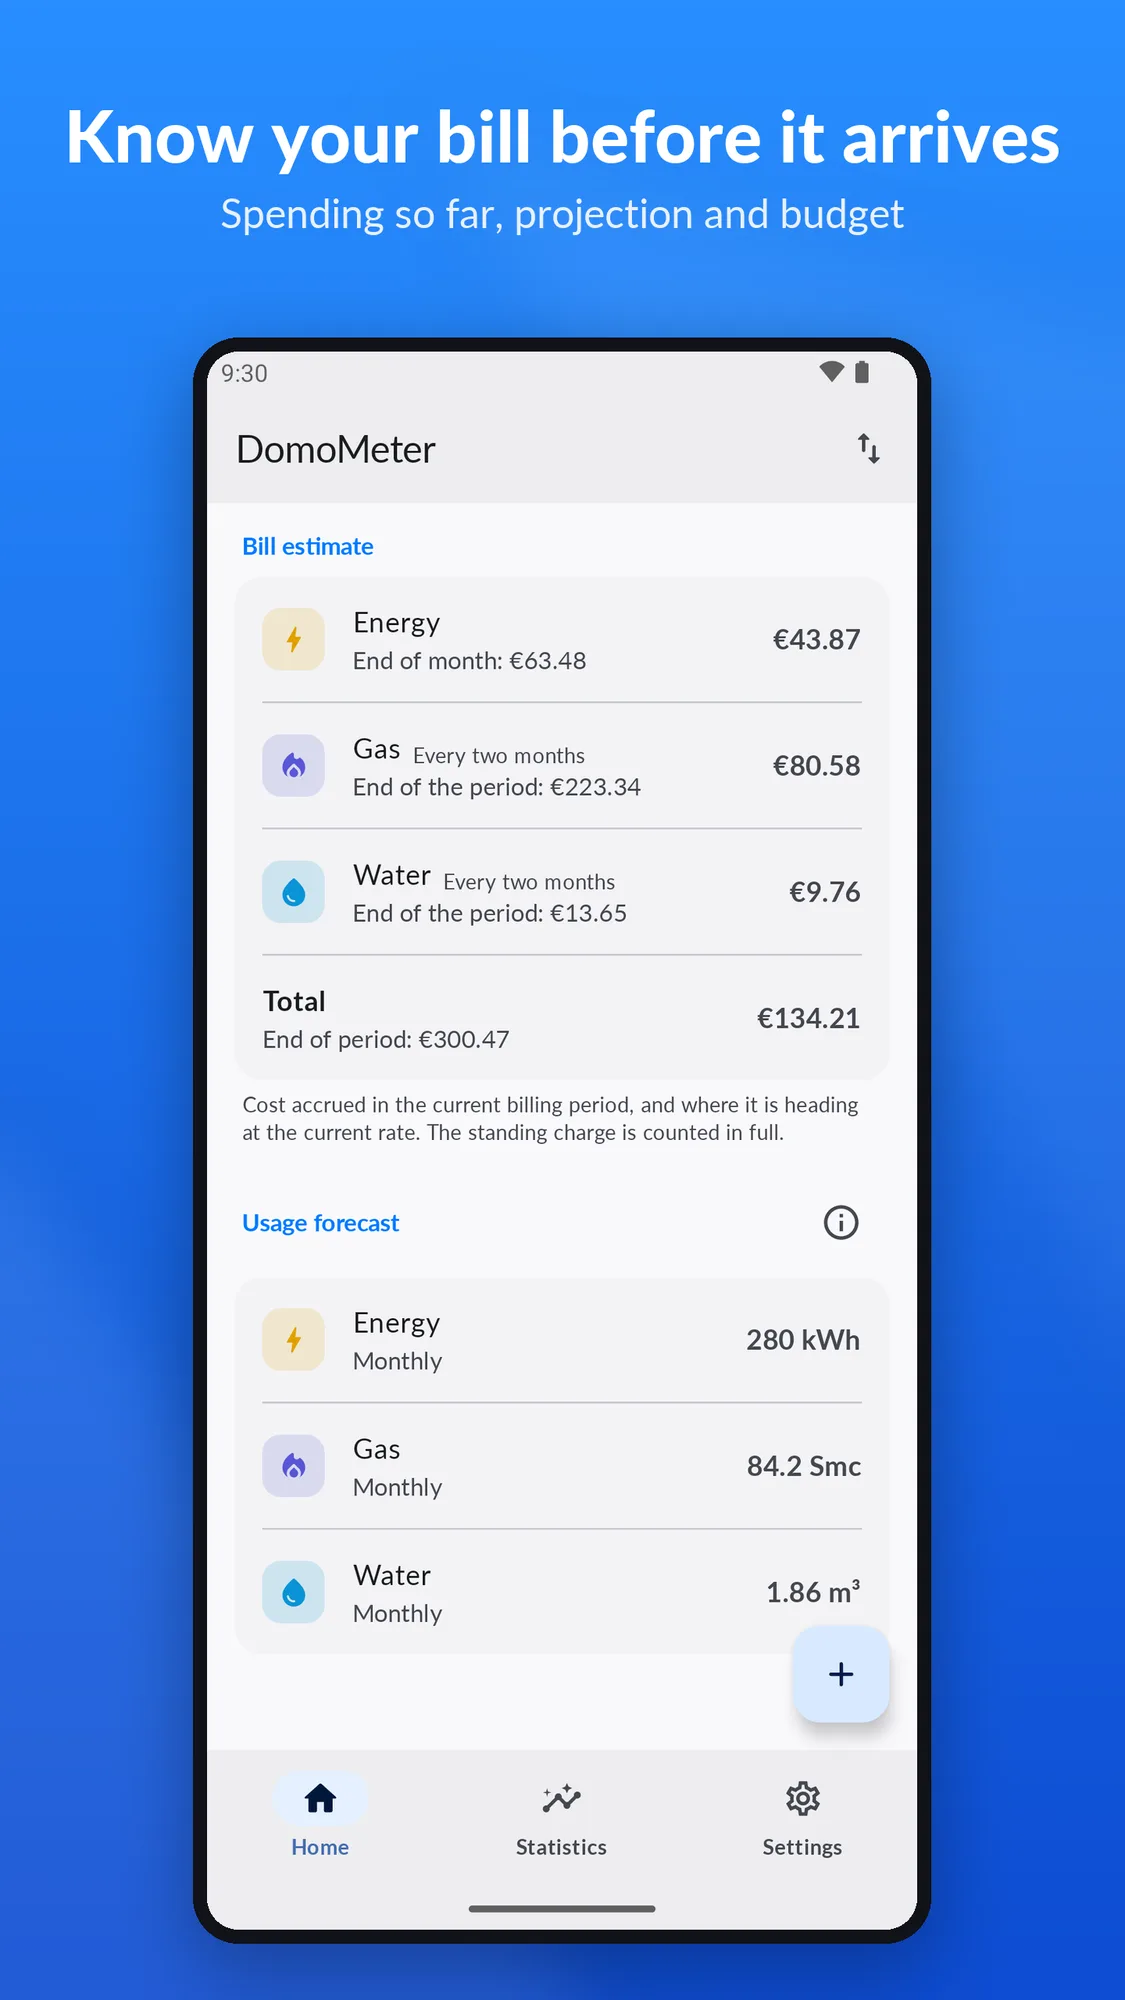 Know your bill before it arrives
Spending so far, projection and budget
9:30
DomoMeter
Bill estimate
Energy
End of month: €63.48
€43.87
Gas Every two months
End of the period: €223.34
€80.58
Water Every two months
End of the period: €13.65
€9.76
Total
End of period: €300.47
€134.21
Cost accrued in the current billing period, and where it is heading
at the current rate. The standing charge is counted in full.
Usage forecast
Energy
Monthly
280 kWh
Gas
Monthly
84.2 Smc
Water
Monthly
1.86 m³
Home
Statistics
Settings